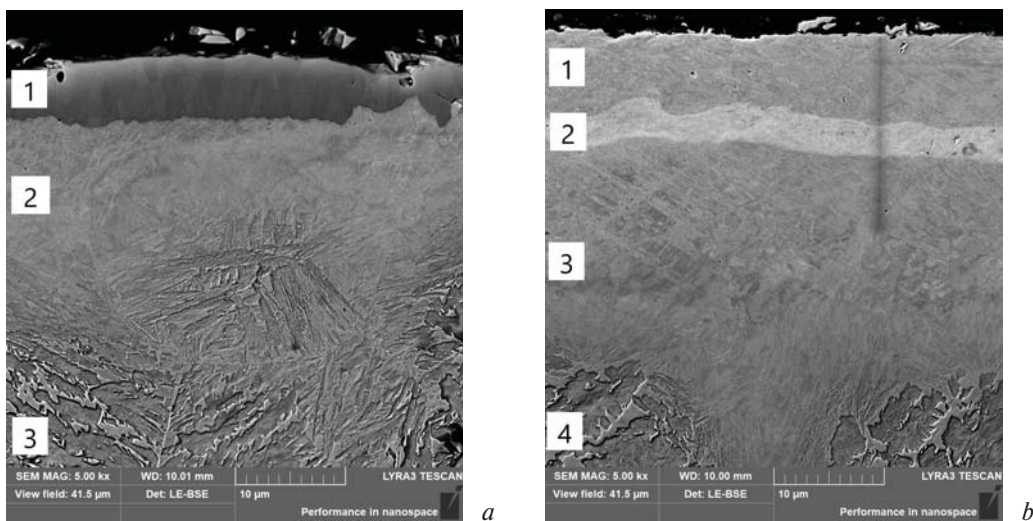 1
2
3
SEM MAG: 5.00 kx
WD: 10.01 mm
LYRA3 TESCAN
View field: 41.5 µm
Det: LE-BSE
10 µm
Performance in nanospace
a
1
2
3
4
SEM MAG: 5.00 kx
WD: 10.00 mm
LYRA3 TESCAN
View field: 41.5 µm
Det: LE-BSE
10 µm
Performance in nanospace
b